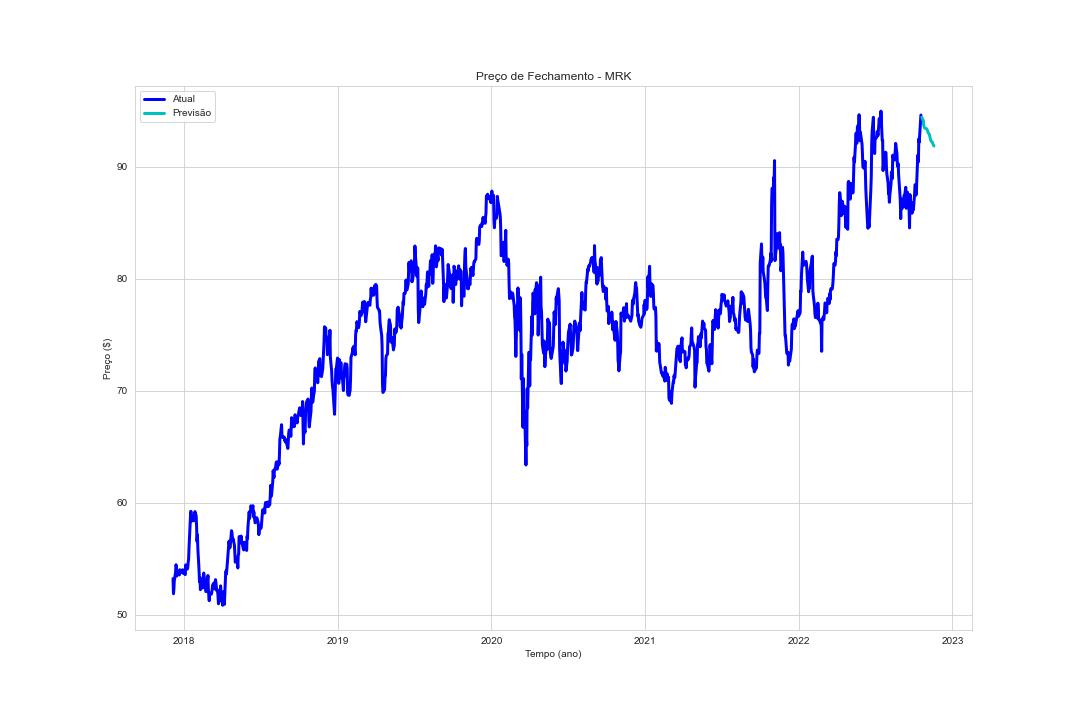 Preço de Fechamento - MRK
Atual
Previsão
Preço ($)
90
80
70
60
50
2018 2019 2020 2021 2022 2023
Tempo (ano)